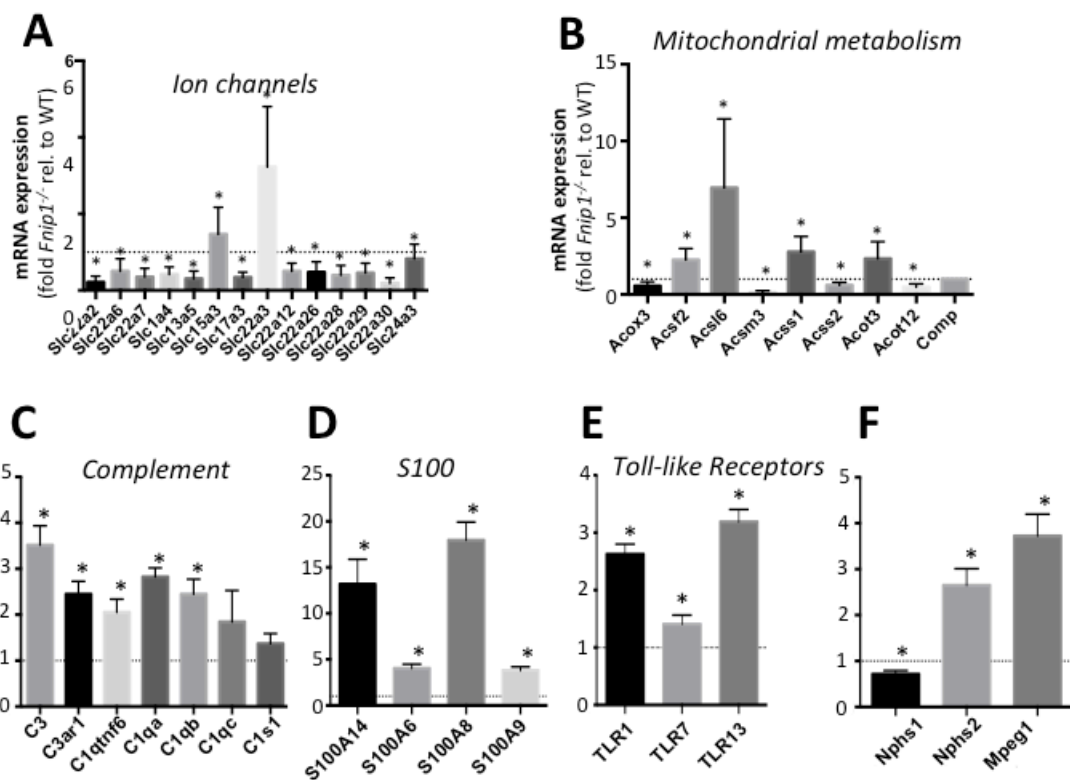 A
Ion channels
mRNA expression
(fold Fnip1-/- rel. to WT)
6
6
4
2
0
*
*
*
*
*
*
*
*
*
*
*
*
*
*
Slc22a2
Slc22a6
Slc22a7
Slc1a4
Slc13a5
Slc15a3
Slc17a3
Slc22a3
Slc22a12
Slc22a26
Slc22a28
Slc22a29
Slc22a30
Slc24a3
B
Mitochondrial metabolism
mRNA expression
(fold Fnip1-/- rel. to WT)
15
10
5
0
*
*
*
*
*
*
*
*
Acox3
Acsf2
Acsl6
Acsm3
Acss1
Acss2
Acot3
Acot12
Comp
C
Complement
5
4
3
2
1
0
*
*
*
*
*
C3
C3ar1
C1qtnf6
C1qa
C1qb
C1qc
C1s1
D
S100
25
20
15
10
5
0
*
*
*
*
S100A14
S100A6
S100A8
S100A9
E
Toll-like Receptors
4
3
2
1
0
*
*
*
TLR1
TLR7
TLR13
F
5
4
3
2
1
0
*
*
*
Nphs1
Nphs2
Mpeg1